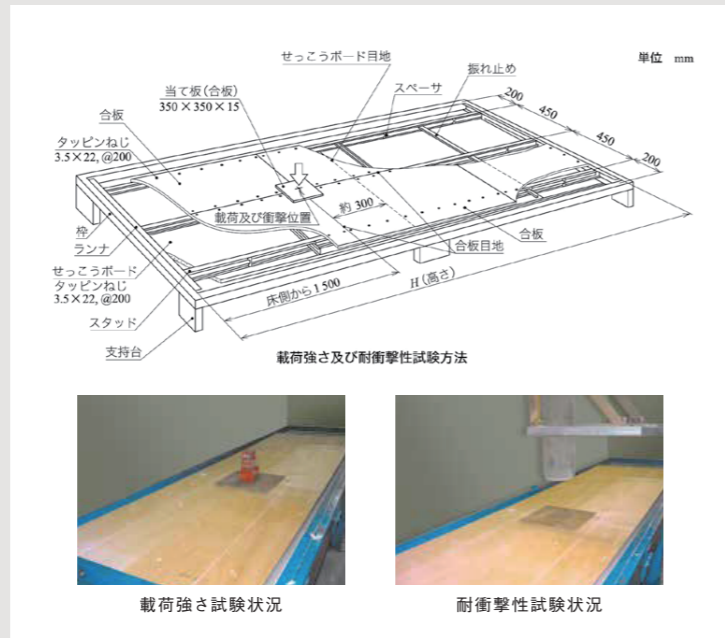 せっこうボード目地
単位 mm
当て板(合板)
350×350×15
スペーサ
振れ止め
合板
タッピンねじ
3.5×22, @200
200
450
450
200
載荷及び衝撃位置
約300
枠
ランナ
せっこうボード
タッピンねじ
3.5×22, @200
スタッド
支持台
床側から1500
H(高さ)
合板目地
合板
載荷強さ及び耐衝撃性試験方法
載荷強さ試験状況
耐衝撃性試験状況